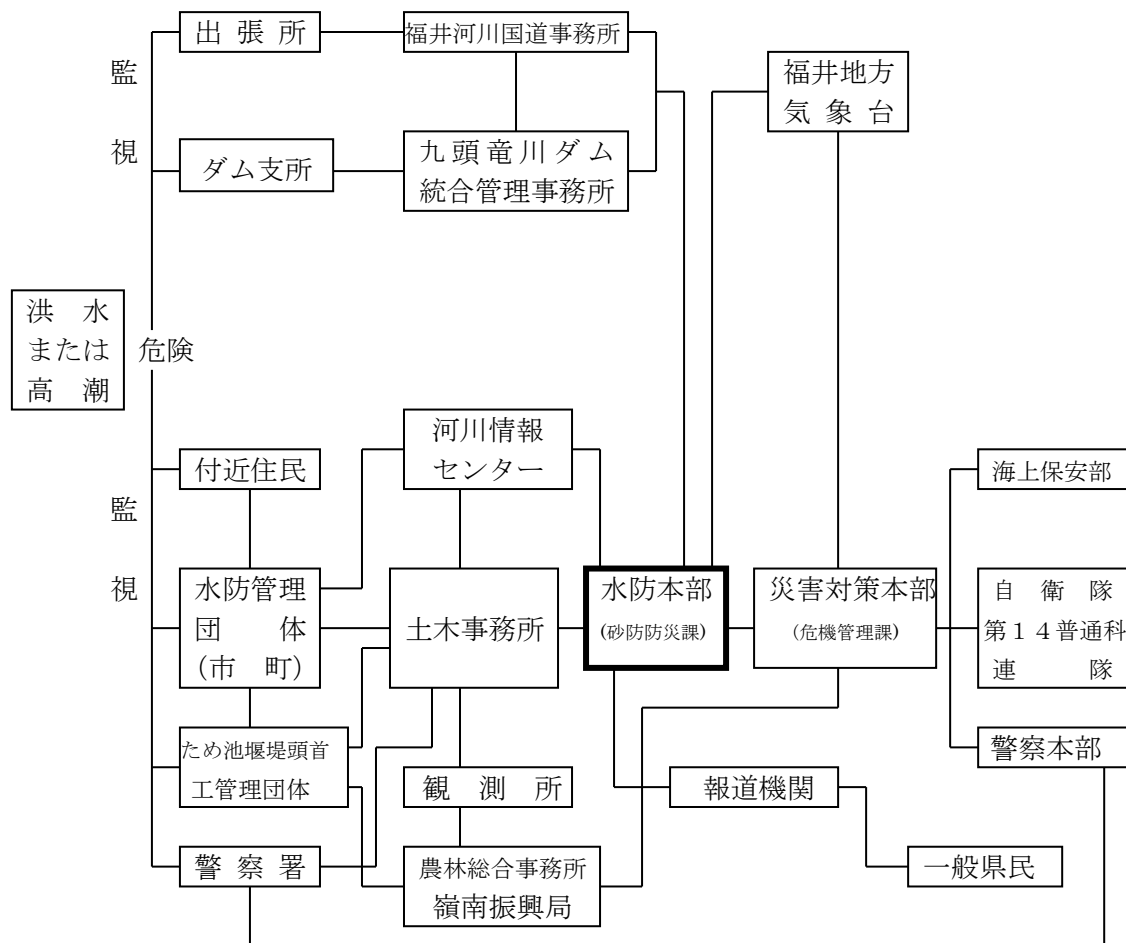 出張所
福井河川国道事務所
監
視
福井地方
気象台
ダム支所
九頭竜川ダム
統合管理事務所
洪水
または
高潮
危険
河川情報
センター
付近住民
海上保安部
監
視
水防管理
団体
(市町)
土木事務所
水防本部
(砂防防災課)
災害対策本部
(危機管理課)
自衛隊
第14普通科
連隊
ため池堰堤頭首
工管理団体
警察本部
観測所
報道機関
警察署
農林総合事務所
嶺南振興局
一般県民